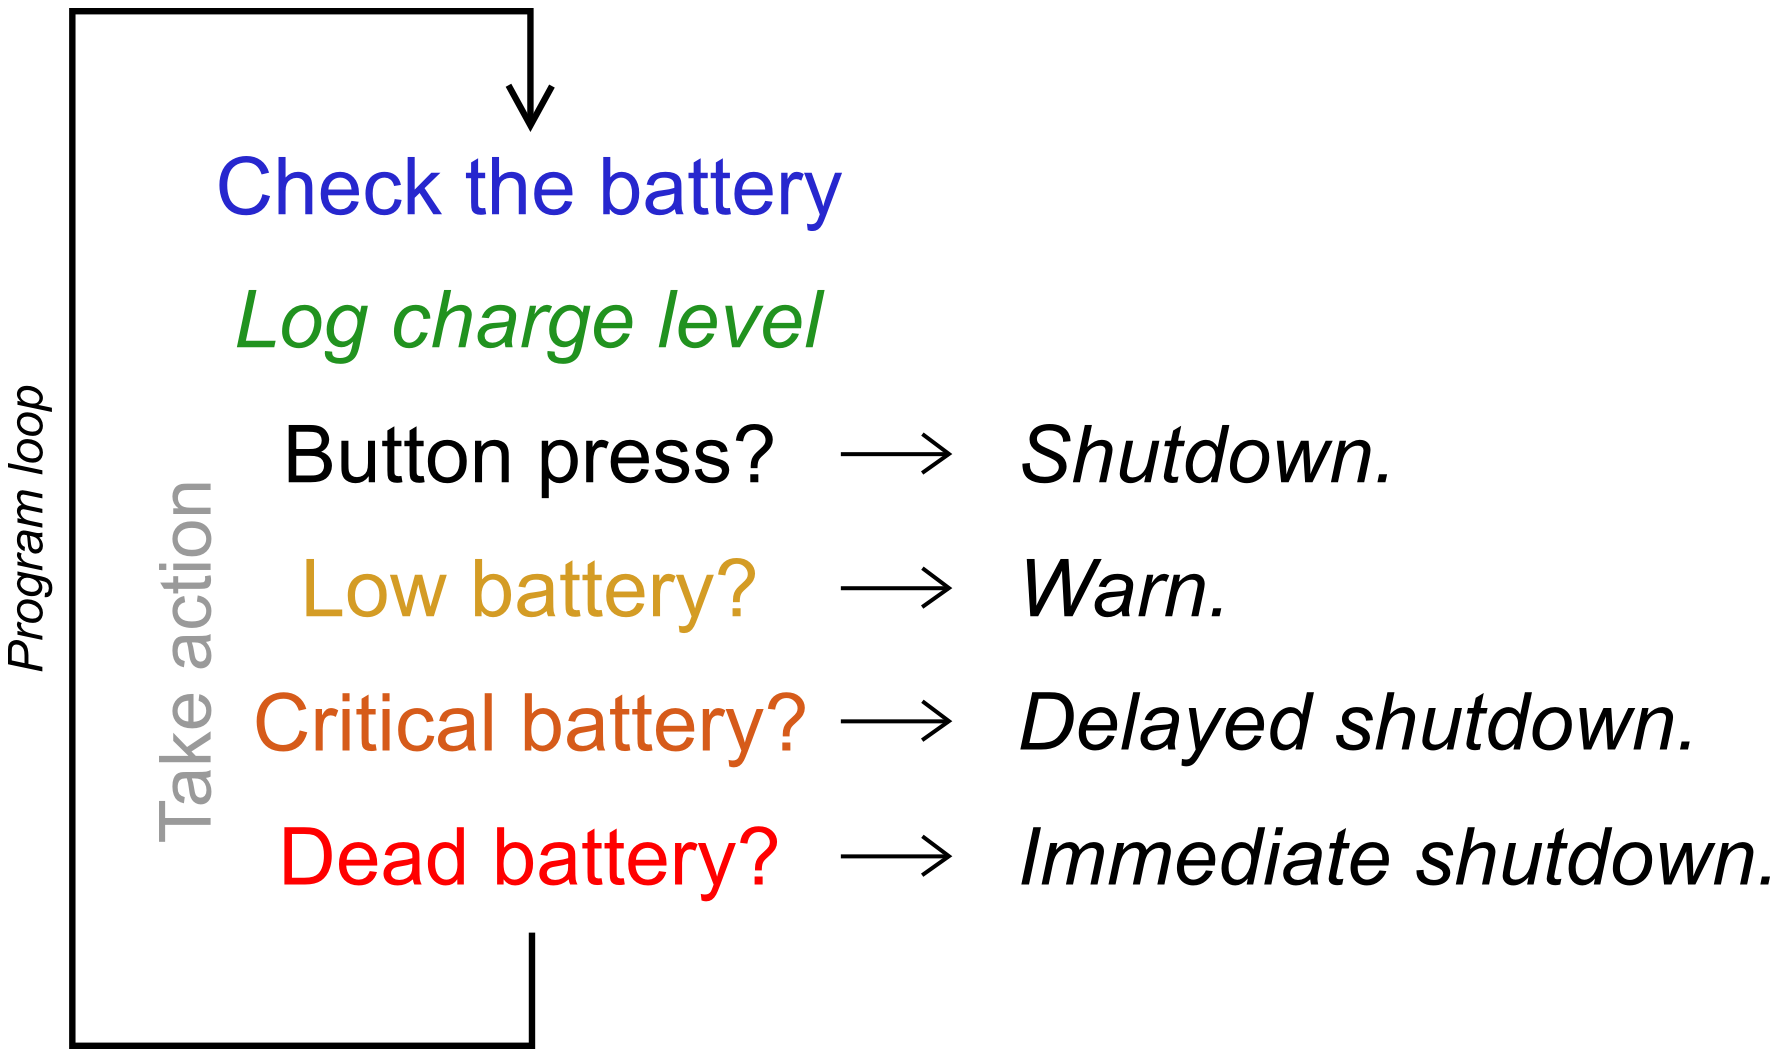 Check the battery
Log charge level
Button press? Shutdown.
Low battery? Warn.
Critical battery? Delayed shutdown.
Dead battery? Immediate shutdown.
Program loop
Take action